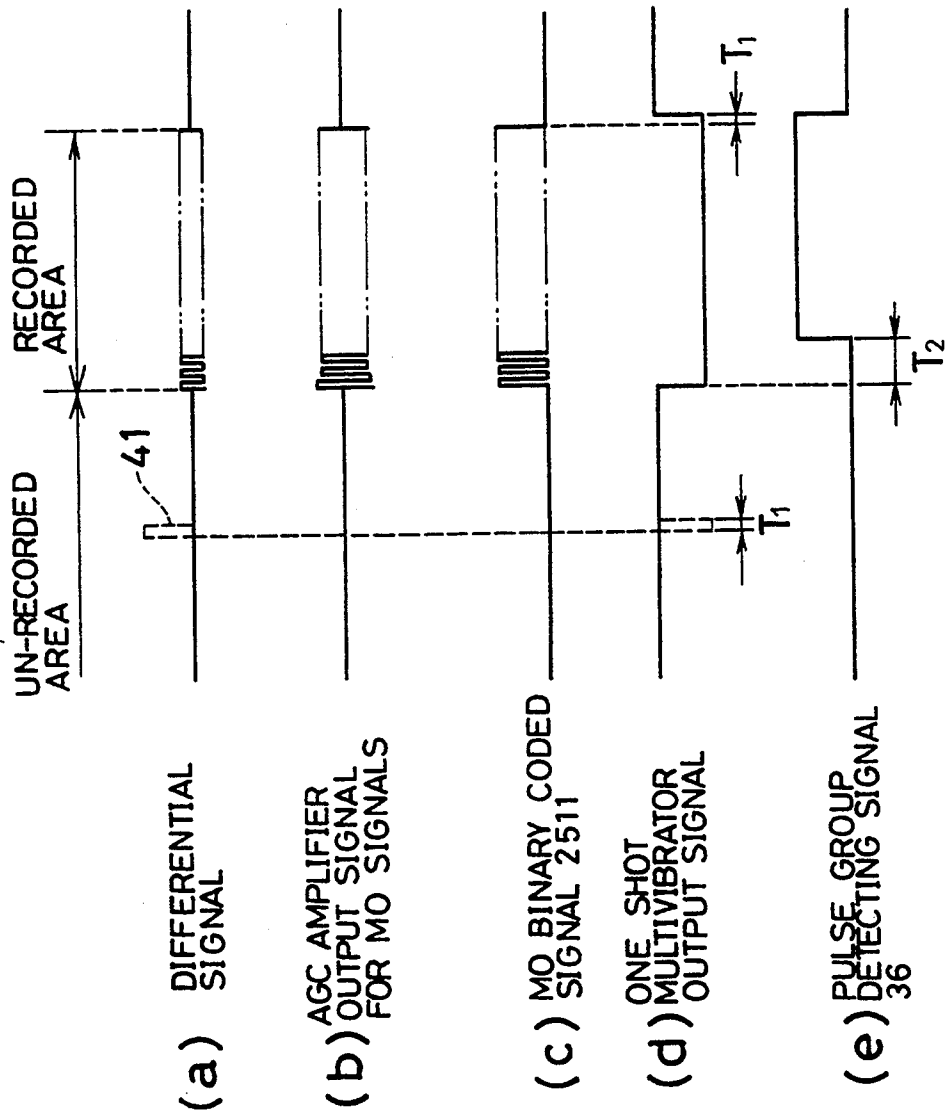 UN-RECORDED
AREA
RECORDED
AREA
41
(a) DIFFERENTIAL
SIGNAL
(b) AGC AMPLIFIER
OUTPUT SIGNAL
FOR MO SIGNALS
(c) MO BINARY CODED
SIGNAL 2511
(d) ONE SHOT
MULTIVIBRATOR
OUTPUT SIGNAL
T1
T1
(e) PULSE GROUP
DETECTING SIGNAL
36
T2